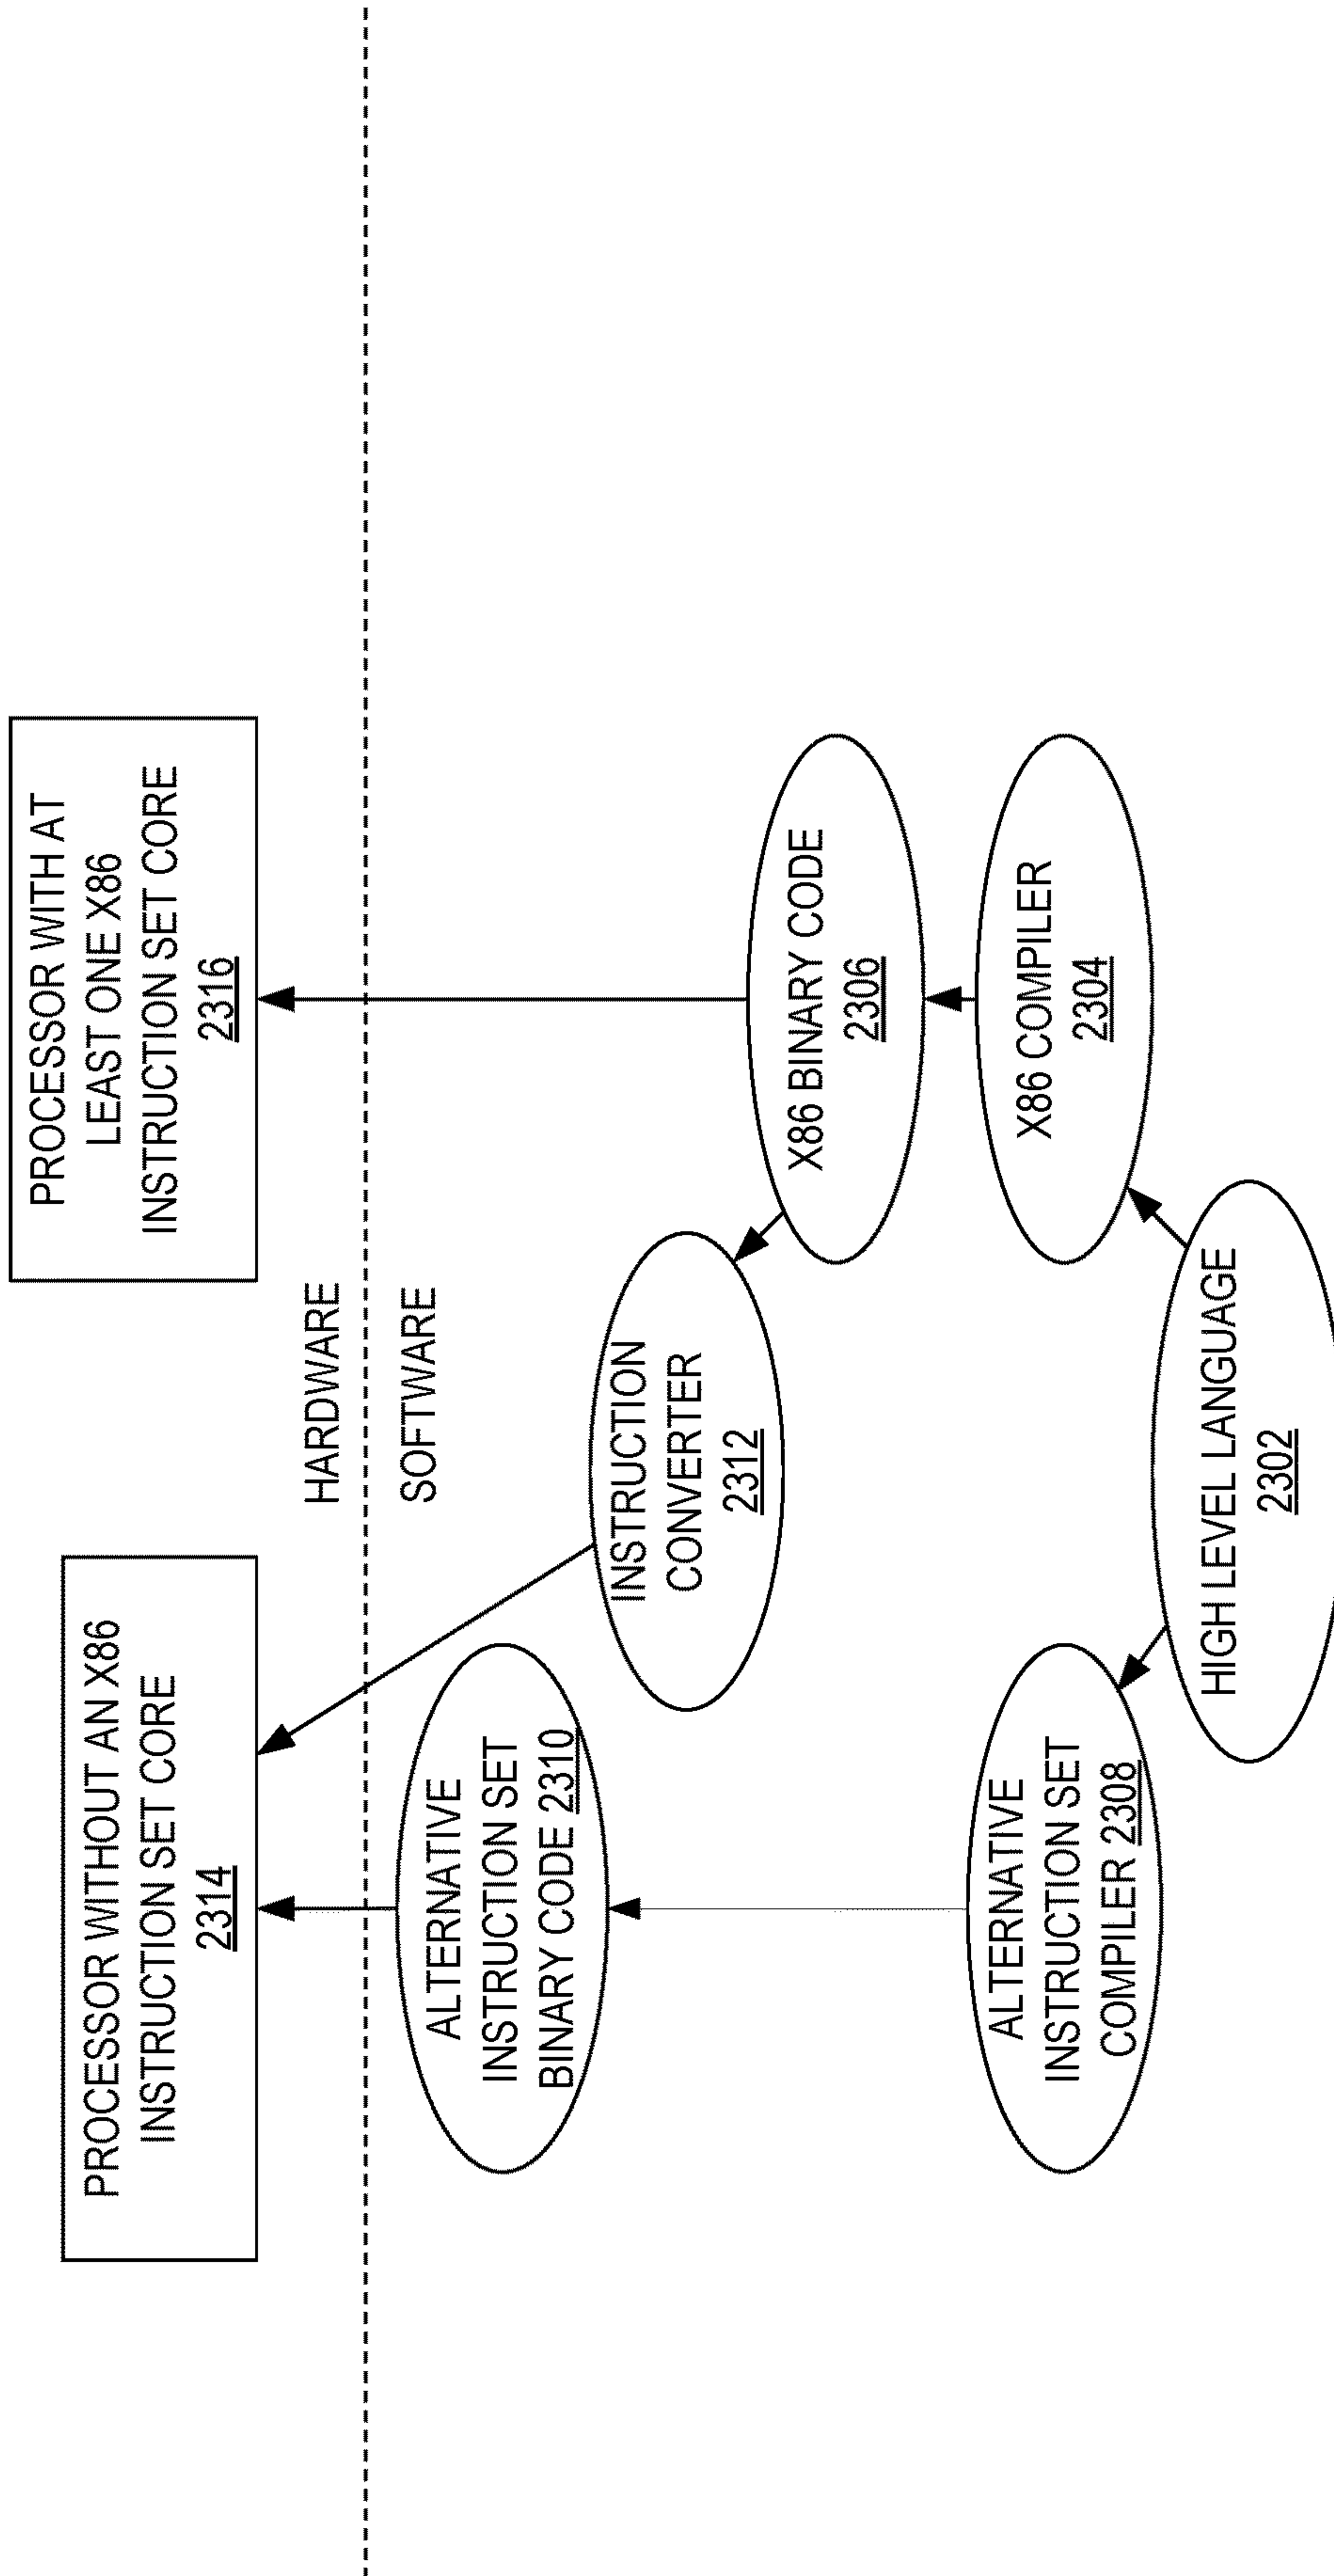 PROCESSOR WITHOUT AN X86
INSTRUCTION SET CORE
2314
PROCESSOR WITH AT
LEAST ONE X86
INSTRUCTION SET CORE
2316
HARDWARE
SOFTWARE
ALTERNATIVE
INSTRUCTION SET
BINARY CODE 2310
INSTRUCTION
CONVERTER
2312
X86 BINARY CODE
2306
ALTERNATIVE
INSTRUCTION SET
COMPILER 2308
X86 COMPILER
2304
HIGH LEVEL LANGUAGE
2302